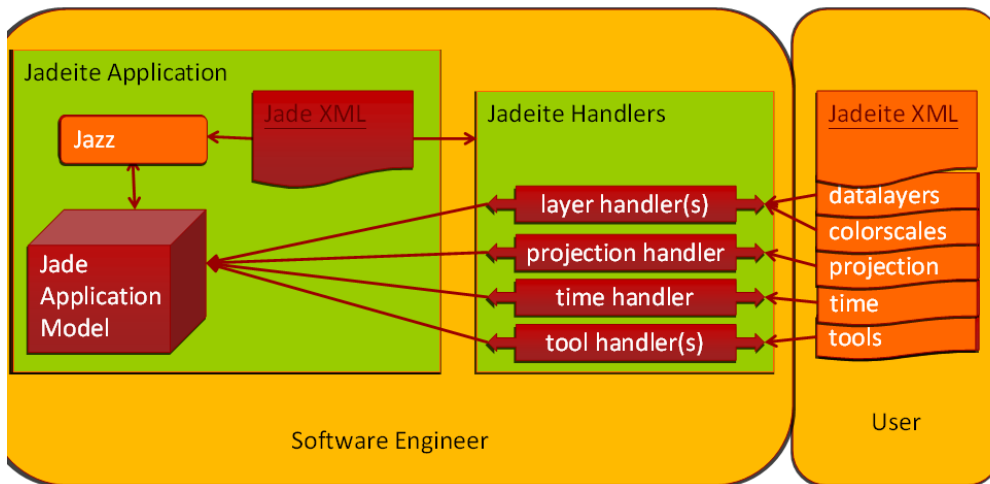 Jadeite Application
Jade XML
Jazz
Jade
Application
Model
Jadeite Handlers
layer handler(s)
projection handler
time handler
tool handler(s)
Software Engineer
Jadeite XML
datalayers
colorscales
projection
time
tools
User